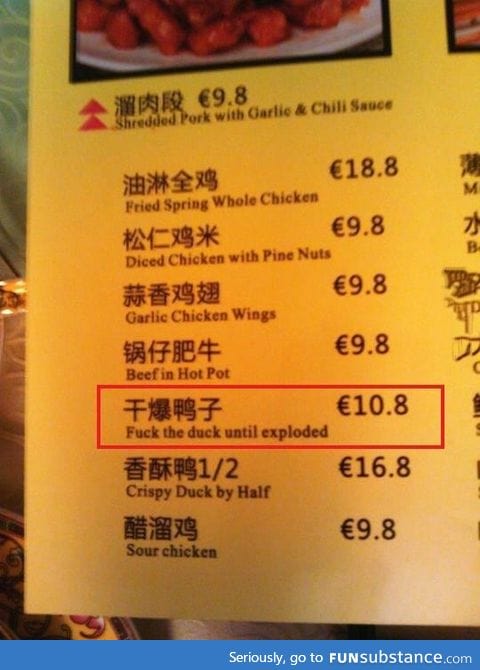 溜肉段 €9.8
Shredded Pork with Garlic & Chili Sauce
油淋全鸡 €18.8
Fried Spring Whole Chicken
松仁鸡米 €9.8
Diced Chicken with Pine Nuts
蒜香鸡翅 €9.8
Garlic Chicken Wings
锅仔肥牛 €9.8
Beef in Hot Pot
干爆鸭子 €10.8
Fuck the duck until exploded
香酥鸭1/2 €16.8
Crispy Duck by Half
醋溜鸡 €9.8
Sour chicken
Seriously, go to FUNsubstance.com